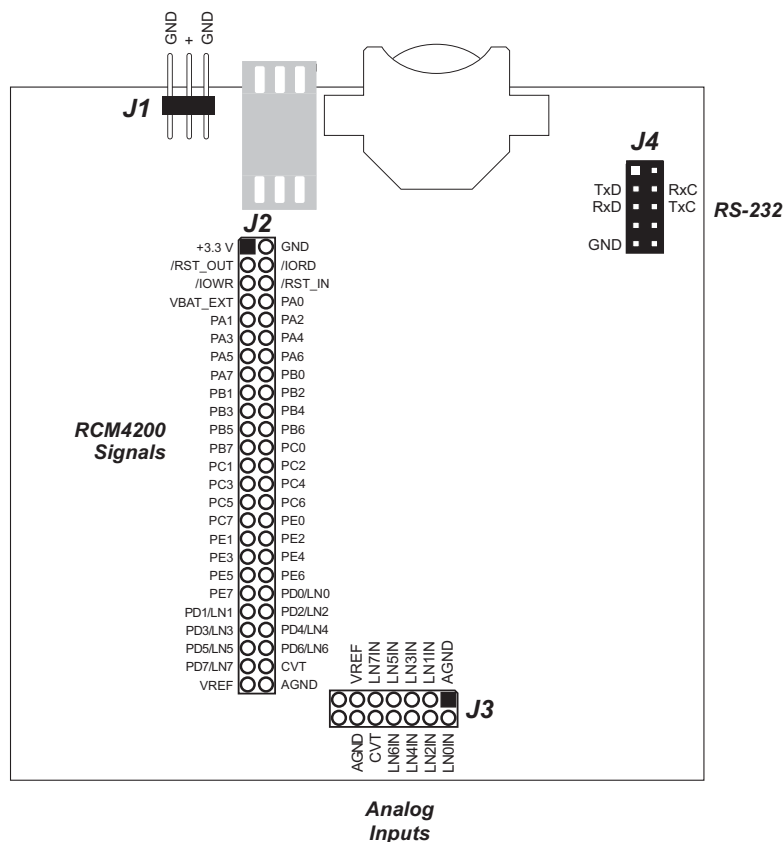 GND + GND
J1
J4
TxD RxC
RxD TxC
GND
RS-232
J2
+3.3 V GND
/RST_OUT /IORD
/IOWR /RST_IN
VBAT_EXT PA0
PA1 PA2
PA3 PA4
PA5 PA6
PA7 PB0
PB1 PB2
PB3 PB4
PB5 PB6
PB7 PC0
PC1 PC2
PC3 PC4
PC5 PC6
PC7 PE0
PE1 PE2
PE3 PE4
PE5 PE6
PE7 PD0/LN0
PD1/LN1 PD2/LN2
PD3/LN3 PD4/LN4
PD5/LN5 PD6/LN6
PD7/LN7 CVT
VREF AGND
RCM4200
Signals
VREF LN7IN LN5IN LN3IN LN1IN AGND
J3
AGND CVT LN6IN LN4IN LN2IN LN0IN
Analog
Inputs